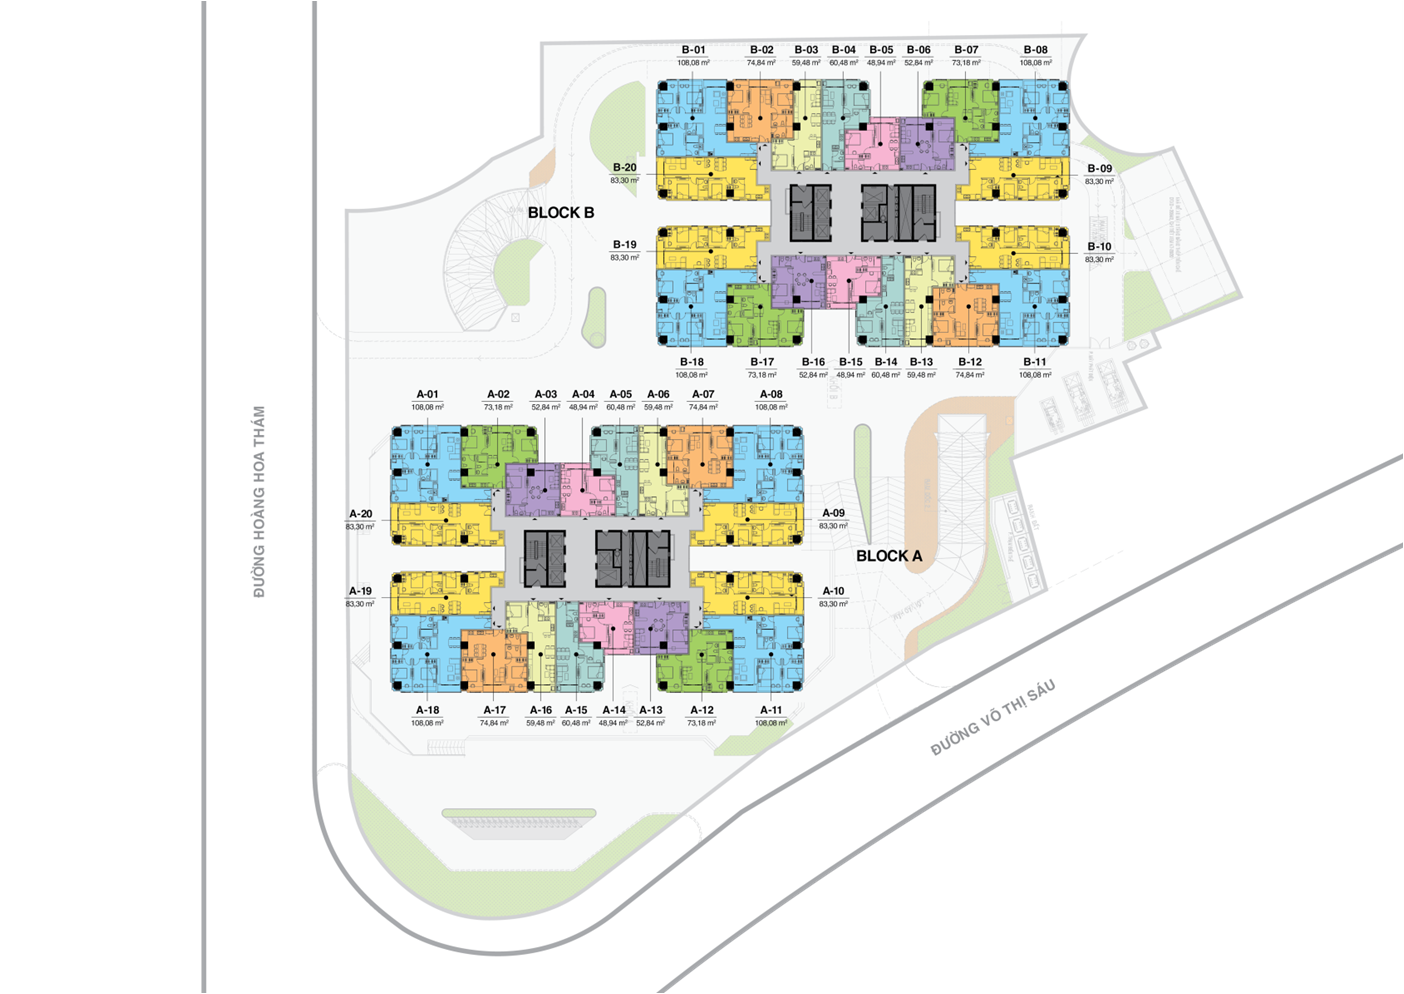 B-01
108,08 m²
B-02
74,84 m²
B-03
59,48 m²
B-04
60,48 m²
B-05
48,94 m²
B-06
52,84 m²
B-07
73,18 m²
B-08
108,08 m²
B-20
83,30 m²
B-09
83,30 m²
BLOCK B
B-19
83,30 m²
B-10
83,30 m²
B-18
108,08 m²
B-17
73,18 m²
B-16
52,84 m²
B-15
48,94 m²
B-14
60,48 m²
B-13
59,48 m²
B-12
74,84 m²
B-11
108,08 m²
A-01
108,08 m²
A-02
73,18 m²
A-03
52,84 m²
A-04
48,94 m²
A-05
60,48 m²
A-06
59,48 m²
A-07
74,84 m²
A-08
108,08 m²
A-20
83,30 m²
A-09
83,30 m²
BLOCK A
A-19
83,30 m²
A-10
83,30 m²
A-18
108,08 m²
A-17
74,84 m²
A-16
59,48 m²
A-15
60,48 m²
A-14
48,94 m²
A-13
52,84 m²
A-12
73,18 m²
A-11
108,08 m²
ĐƯỜNG HOÀNG HOA THÁM
ĐƯỜNG VÕ THỊ SÁU